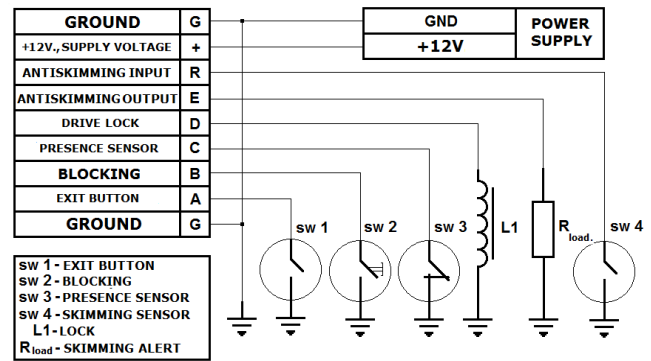 GROUND G
+12V., SUPPLY VOLTAGE +
ANTISKIMMING INPUT R
ANTISKIMMING OUTPUT E
DRIVE LOCK D
PRESENCE SENSOR C
BLOCKING B
EXIT BUTTON A
GROUND G
GND
+12V
POWER
SUPPLY
sw 1
sw 2
sw 3
L1
R load.
sw 4
sw 1 - EXIT BUTTON
sw 2 - BLOCKING
sw 3 - PRESENCE SENSOR
sw 4 - SKIMMING SENSOR
L1 - LOCK
Rload - SKIMMING ALERT